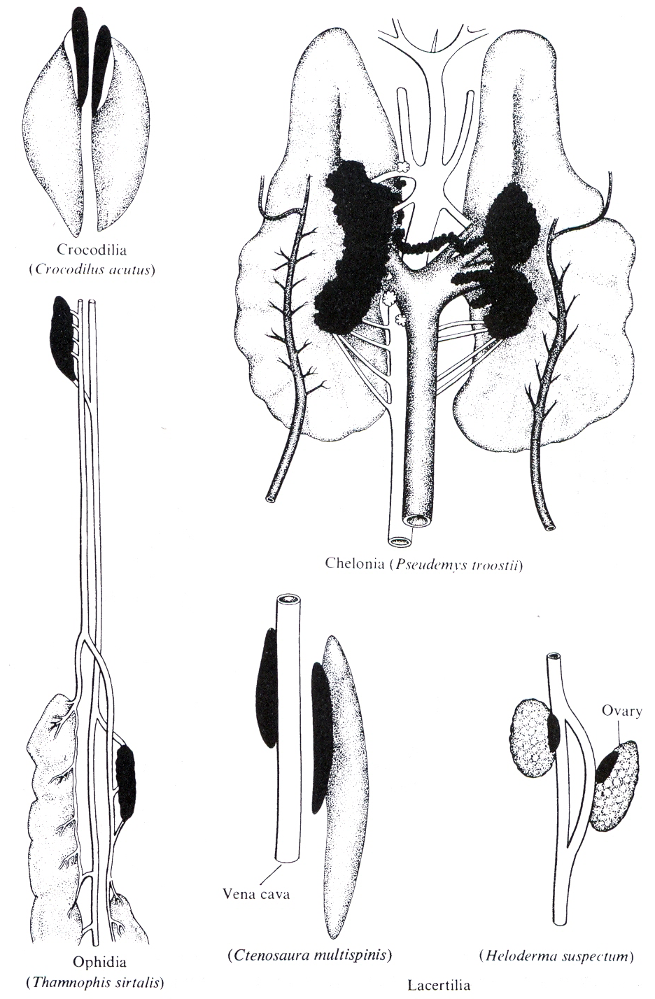 Crocodilia
(Crocodilus acutus)
Chelonia (Pseudemys troostii)
Ovary
Vena cava
Ophidia
(Thamnophis sirtalis)
(Ctenosaura multispinis)
(Heloderma suspectum)
Lacertilia